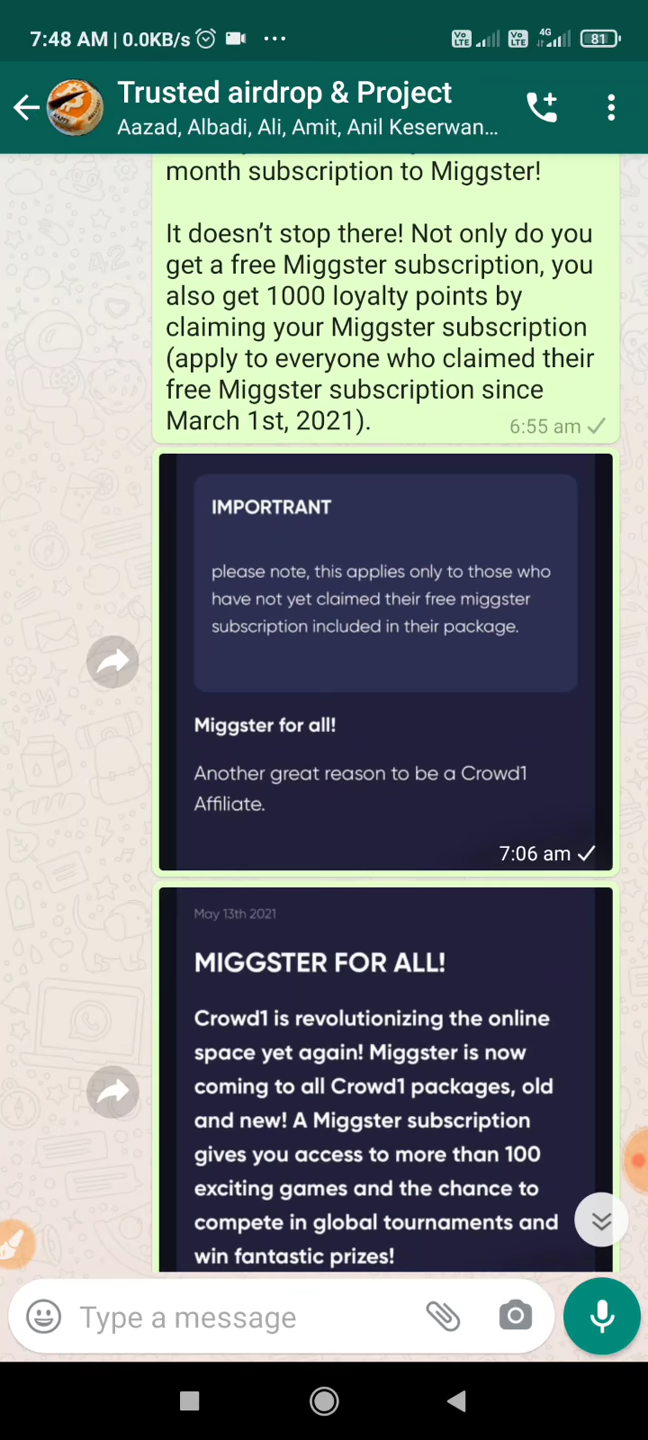 7:48 AM | 0.0KB/s
Vo LTE Vo LTE 4G 81
Trusted airdrop & Project
Aazad, Albadi, Ali, Amit, Anil Keserwan...
month subscription to Miggster!
It doesn’t stop there! Not only do you
get a free Miggster subscription, you
also get 1000 loyalty points by
claiming your Miggster subscription
(apply to everyone who claimed their
free Miggster subscription since
March 1st, 2021).
6:55 am
IMPORTRANT
please note, this applies only to those who
have not yet claimed their free miggster
subscription included in their package.
Miggster for all!
Another great reason to be a Crowd1
Affiliate.
7:06 am
May 13th 2021
MIGGSTER FOR ALL!
Crowd1 is revolutionizing the online
space yet again! Miggster is now
coming to all Crowd1 packages, old
and new! A Miggster subscription
gives you access to more than 100
exciting games and the chance to
compete in global tournaments and
win fantastic prizes!
Type a message